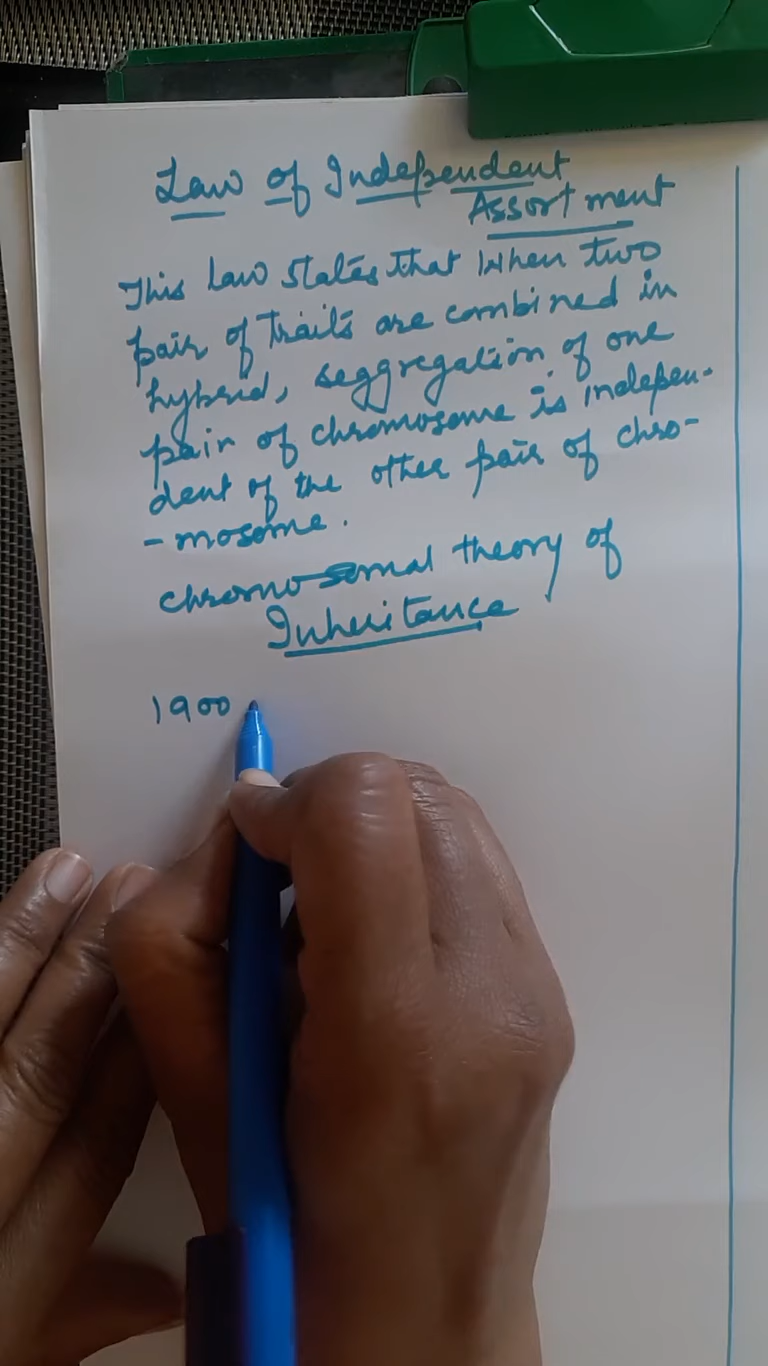 Law of Independent
Assortment
This Law states that when two
pair of traits are combined in
hybrid, seggregation of one
pair of chromosome is indepen-
dent of the other pair of chro-
-mosome.
chromosomal theory of
Inheritance
1900